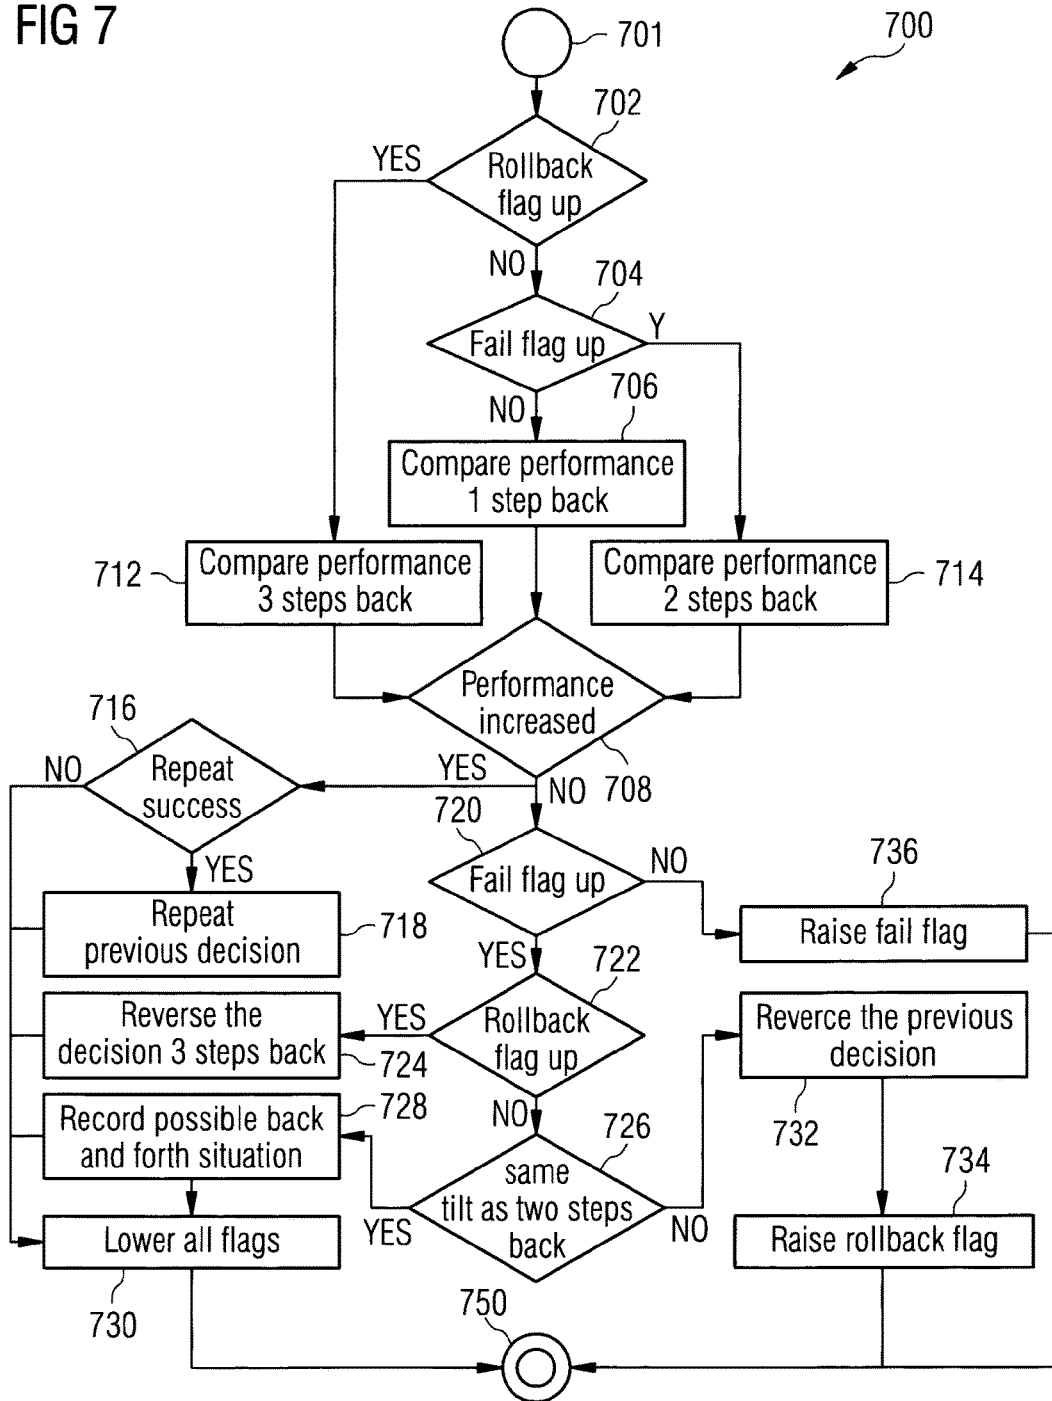 FIG 7
701
700
702
YES
Rollback
flag up
NO
704
Fail flag up
Y
706
NO
Compare performance
1 step back
712
Compare performance
3 steps back
Compare performance
2 steps back
714
Performance
increased
708
716
NO
Repeat
success
YES
NO
720
YES
Fail flag up
NO
736
Repeat
previous decision
718
Raise fail flag
YES
722
Reverse the
decision 3 steps back
724
YES
Rollback
flag up
Reverce the previous
decision
732
728
NO
Record possible back
and forth situation
726
same
tilt as two steps
back
YES
NO
734
Lower all flags
Raise rollback flag
730
750